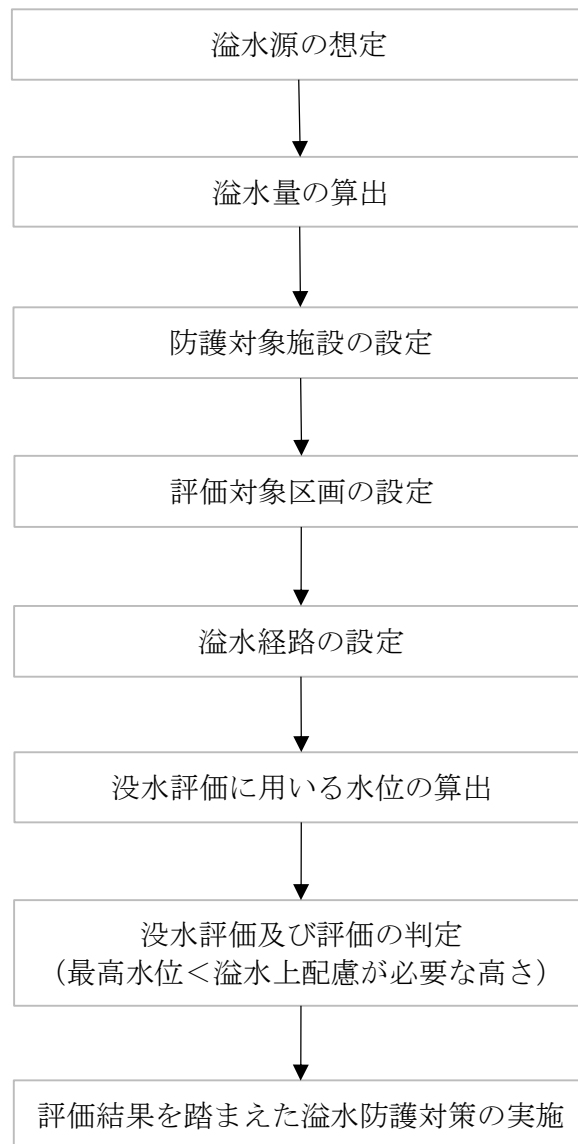 溢水源の想定
溢水量の算出
防護対象施設の設定
評価対象区画の設定
溢水経路の設定
没水評価に用いる水位の算出
没水評価及び評価の判定
（最高水位＜溢水上配慮が必要な高さ）
評価結果を踏まえた溢水防護対策の実施